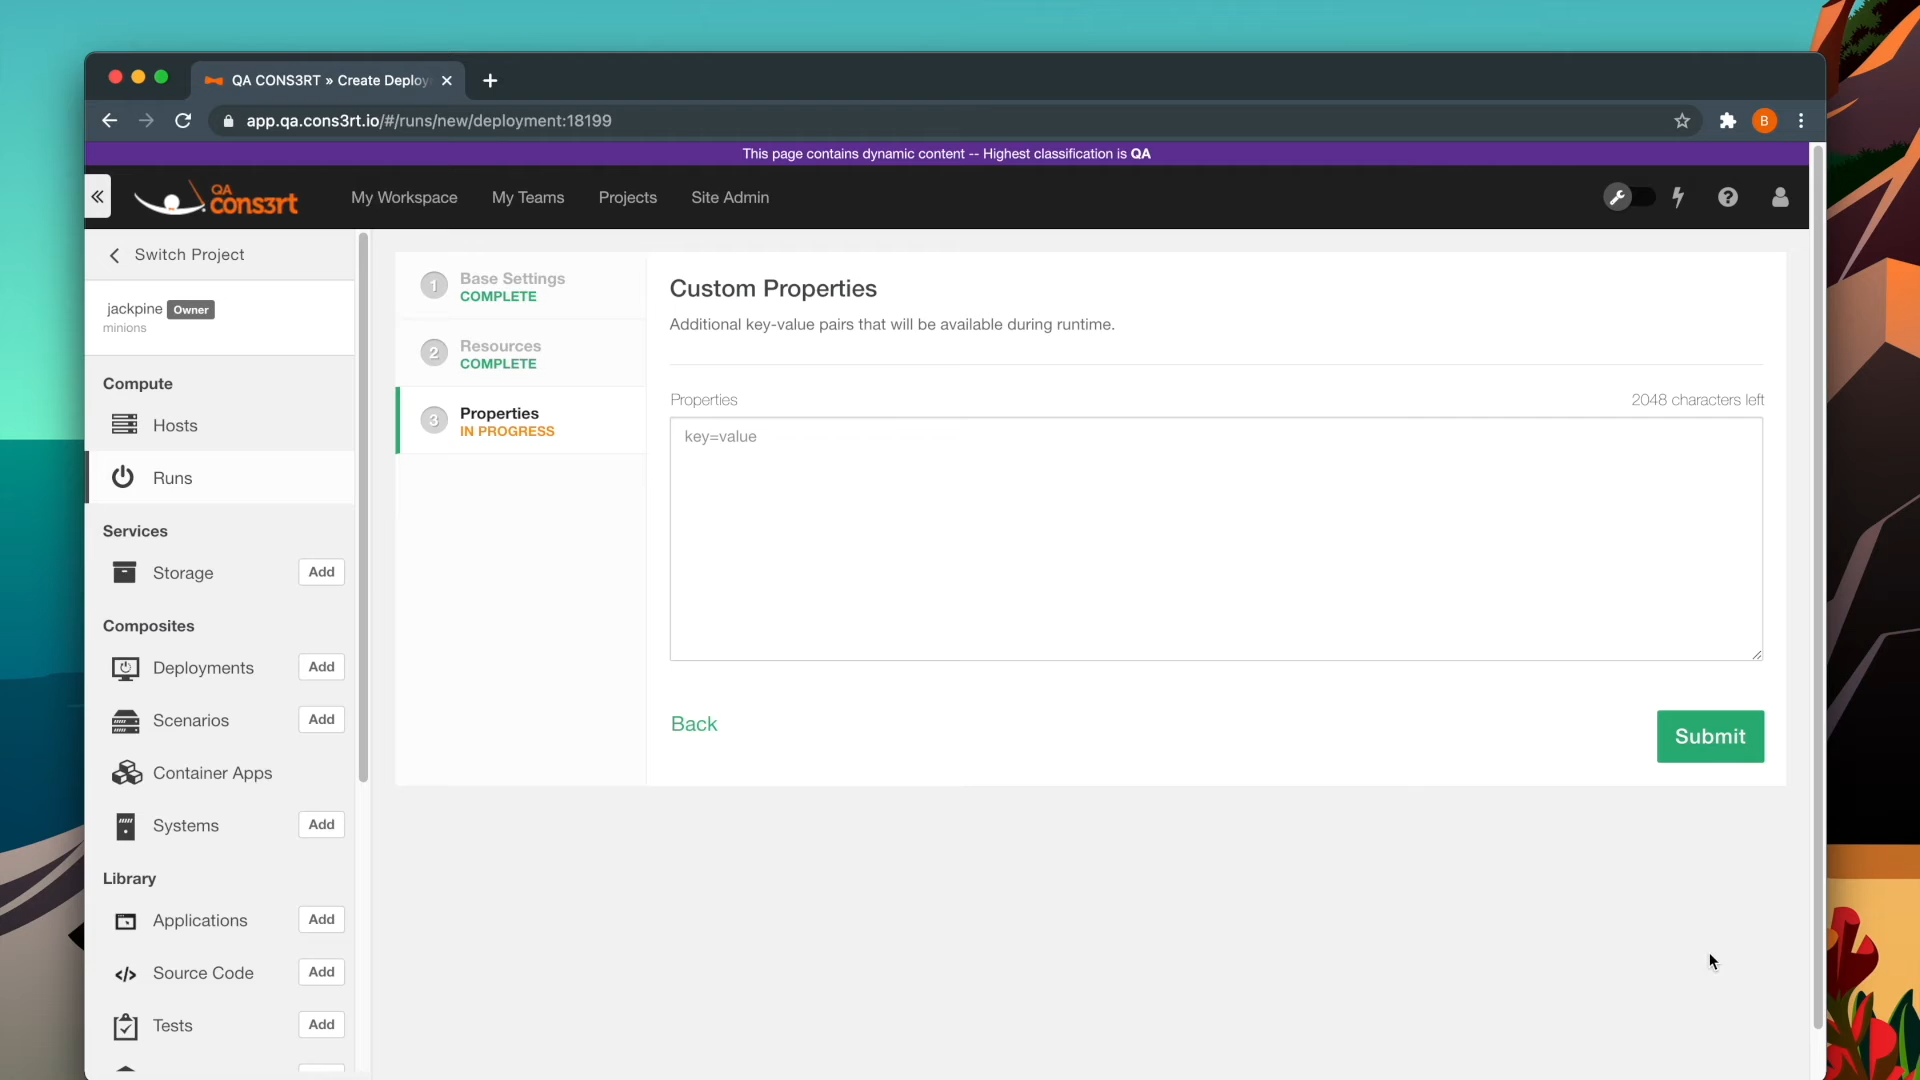 QA CONS3RT » Create Deploy
app.qa.cons3rt.io/#/runs/new/deployment:18199
B
This page contains dynamic content -- Highest classification is QA
QA
cons3rt
My Workspace
My Teams
Projects
Site Admin
Switch Project
jackpine Owner
minions
Compute
Hosts
Runs
Services
Storage Add
Composites
Deployments Add
Scenarios Add
Container Apps
Systems Add
Library
Applications Add
Source Code Add
Tests Add
1 Base Settings
COMPLETE
2 Resources
COMPLETE
3 Properties
IN PROGRESS
Custom Properties
Additional key-value pairs that will be available during runtime.
Properties
2048 characters left
key=value
Back
Submit